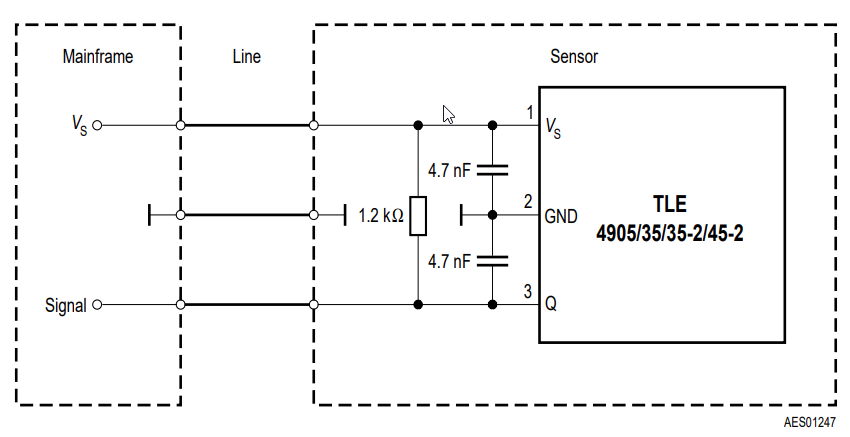 Mainframe Line Sensor
VS 1 VS
4.7 nF
1.2 kΩ 2 GND TLE
4905/35/35-2/45-2
4.7 nF
Signal 3 Q
AES01247